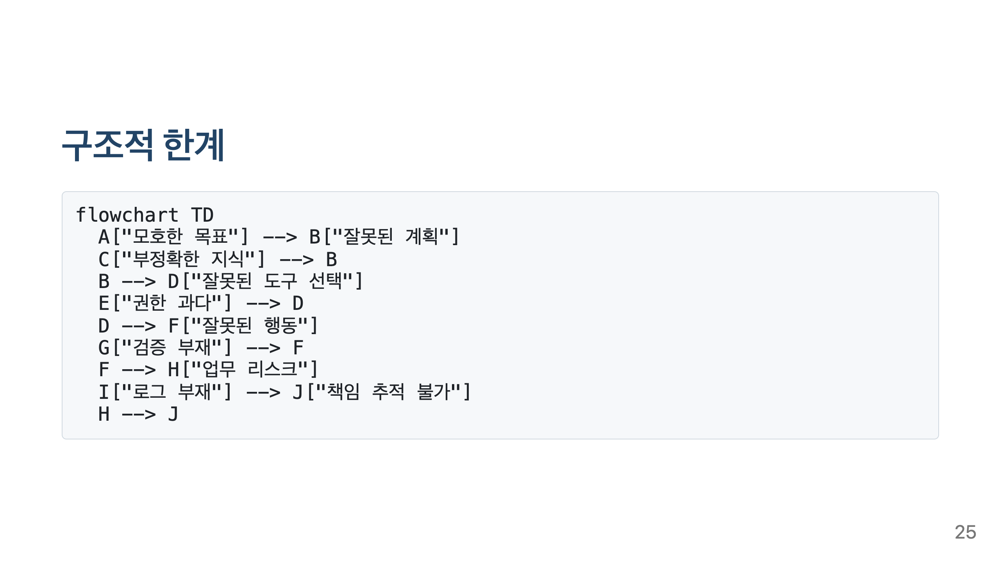 구조적 한계
flowchart TD
  A["모호한 목표"] --> B["잘못된 계획"]
  C["부정확한 지식"] --> B
  B --> D["잘못된 도구 선택"]
  E["권한 과다"] --> D
  D --> F["잘못된 행동"]
  G["검증 부재"] --> F
  F --> H["업무 리스크"]
  I["로그 부재"] --> J["책임 추적 불가"]
  H --> J
25